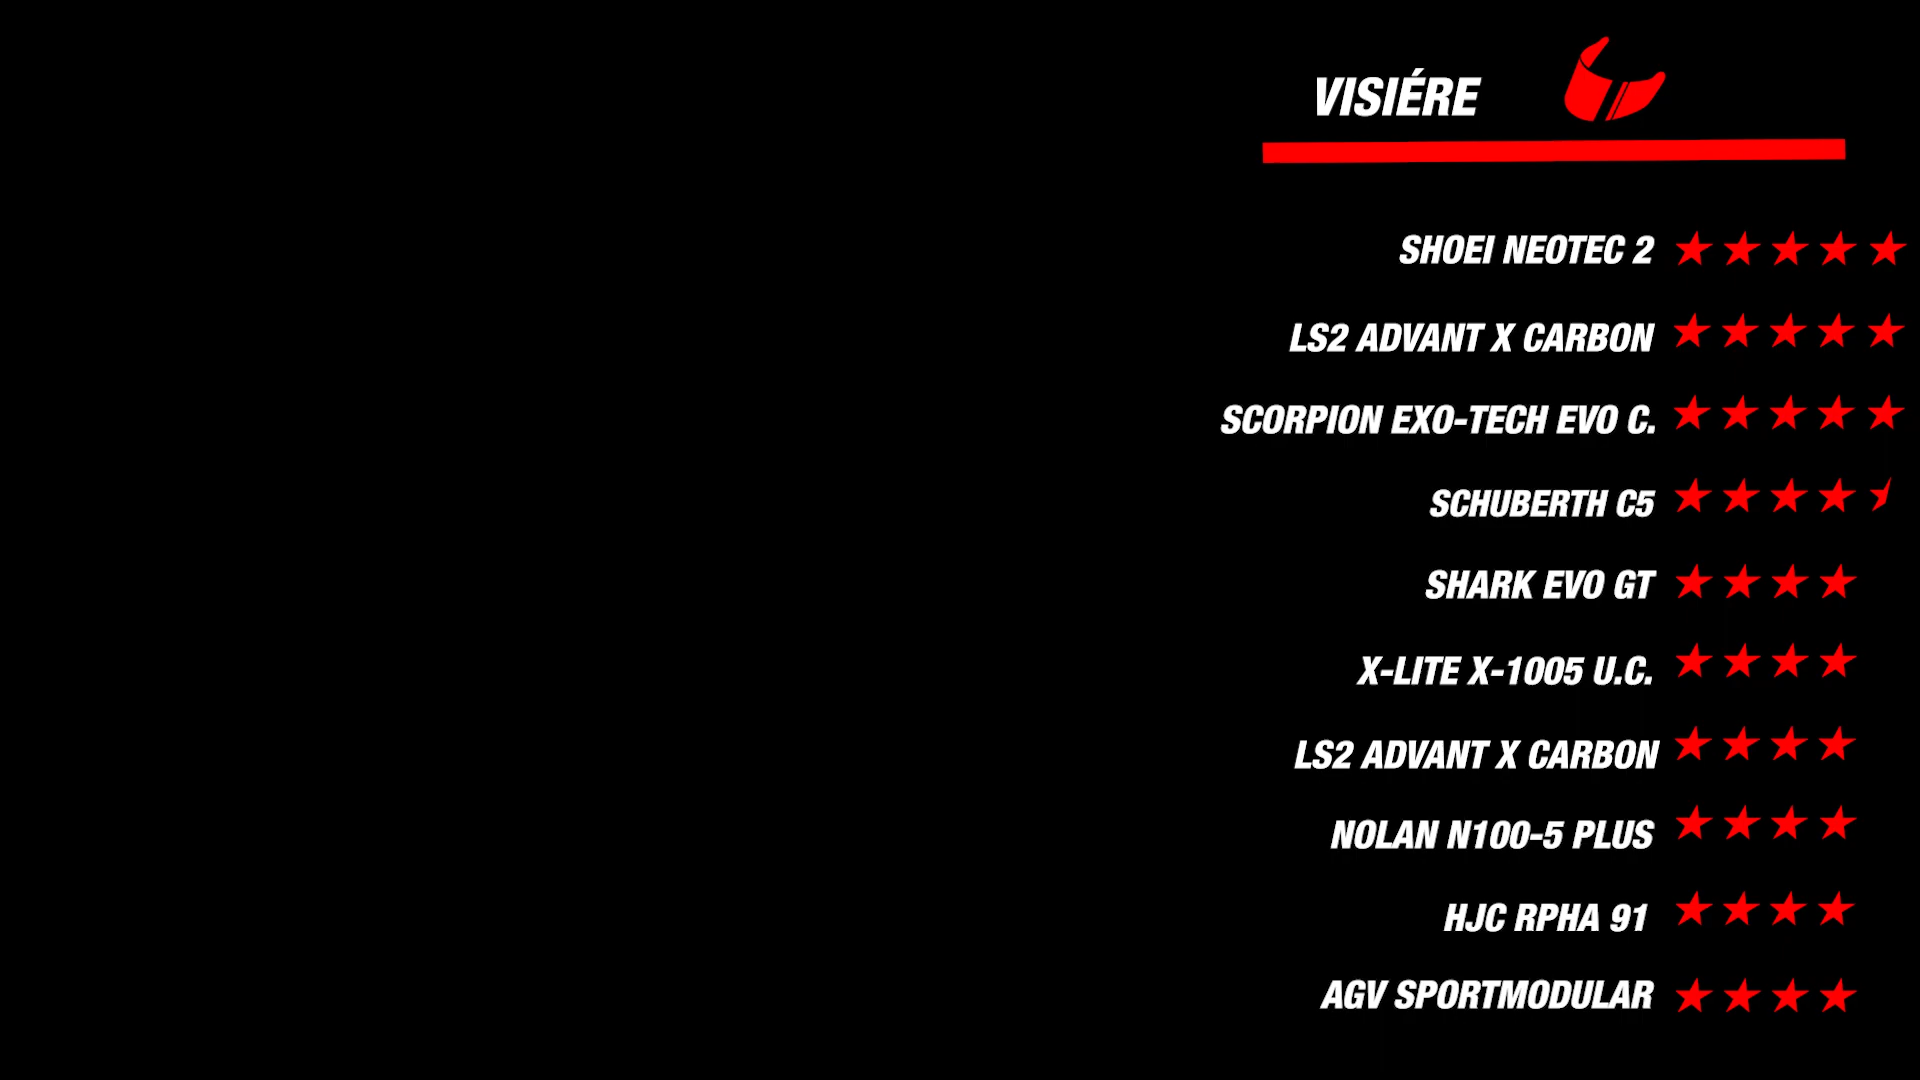 VISIÉRE
SHOEI NEOTEC 2
LS2 ADVANT X CARBON
SCORPION EXO-TECH EVO C.
SCHUBERTH C5
SHARK EVO GT
X-LITE X-1005 U.C.
LS2 ADVANT X CARBON
NOLAN N100-5 PLUS
HJC RPHA 91
AGV SPORTMODULAR